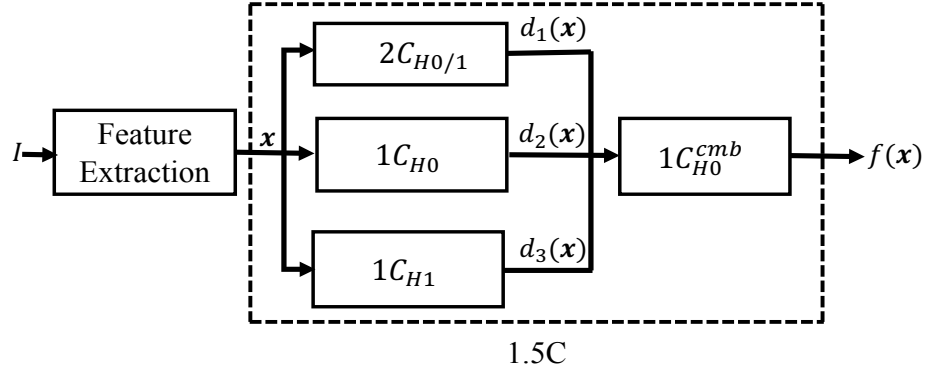 I
Feature
Extraction
x
2C_{H0/1}
d_1(x)
1C_{H0}
d_2(x)
1C_{H1}
d_3(x)
1C_{H0}^{cmb}
f(x)
1.5C